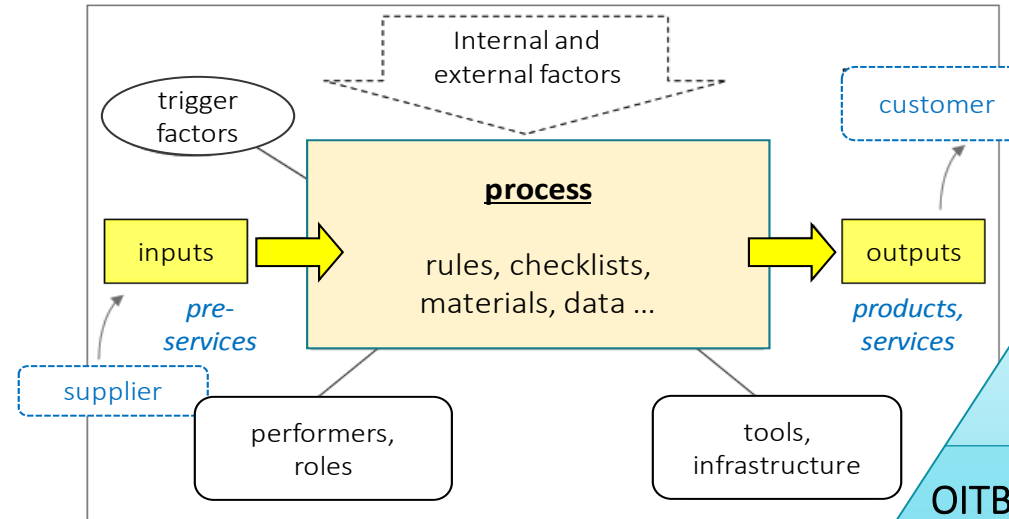 Internal and
external factors
trigger
factors
customer
process
inputs
rules, checklists,
materials, data ...
outputs
pre-
services
products,
services
supplier
performers,
roles
tools,
infrastructure
OITB